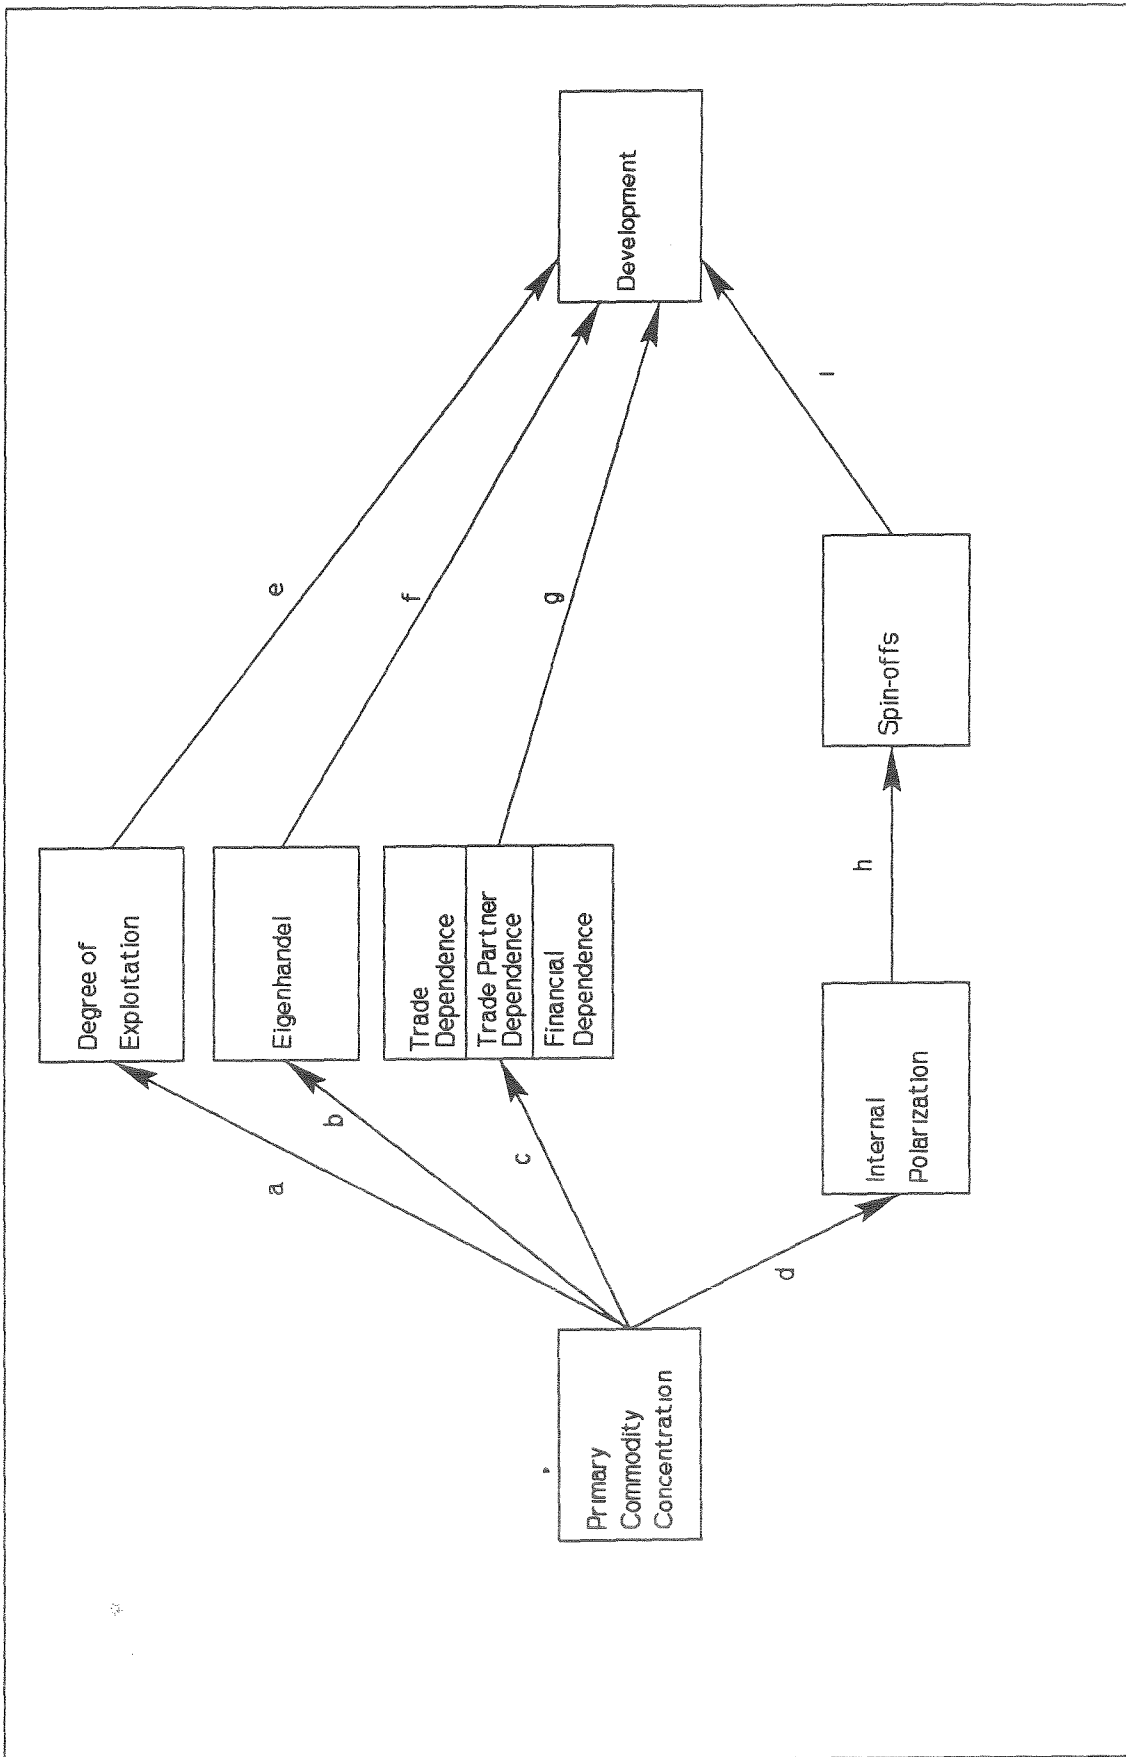 Degree of
Exploitation
Eigenhandel
Trade
Dependence
Trade Partner
Dependence
Financial
Dependence
Primary
Commodity
Concentration
Internal
Polarization
Spin-offs
Development
a
b
c
d
e
f
g
h
l